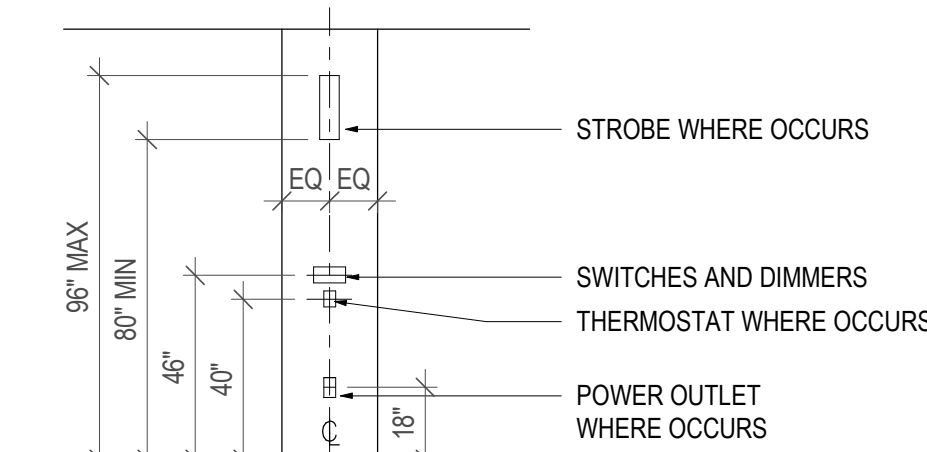 STROBE WHERE OCCURS
EQ EQ
96" MAX
80" MIN
SWITCHES AND DIMMERS
THERMOSTAT WHERE OCCURS
46"
40"
18"
POWER OUTLET
WHERE OCCURS
℄